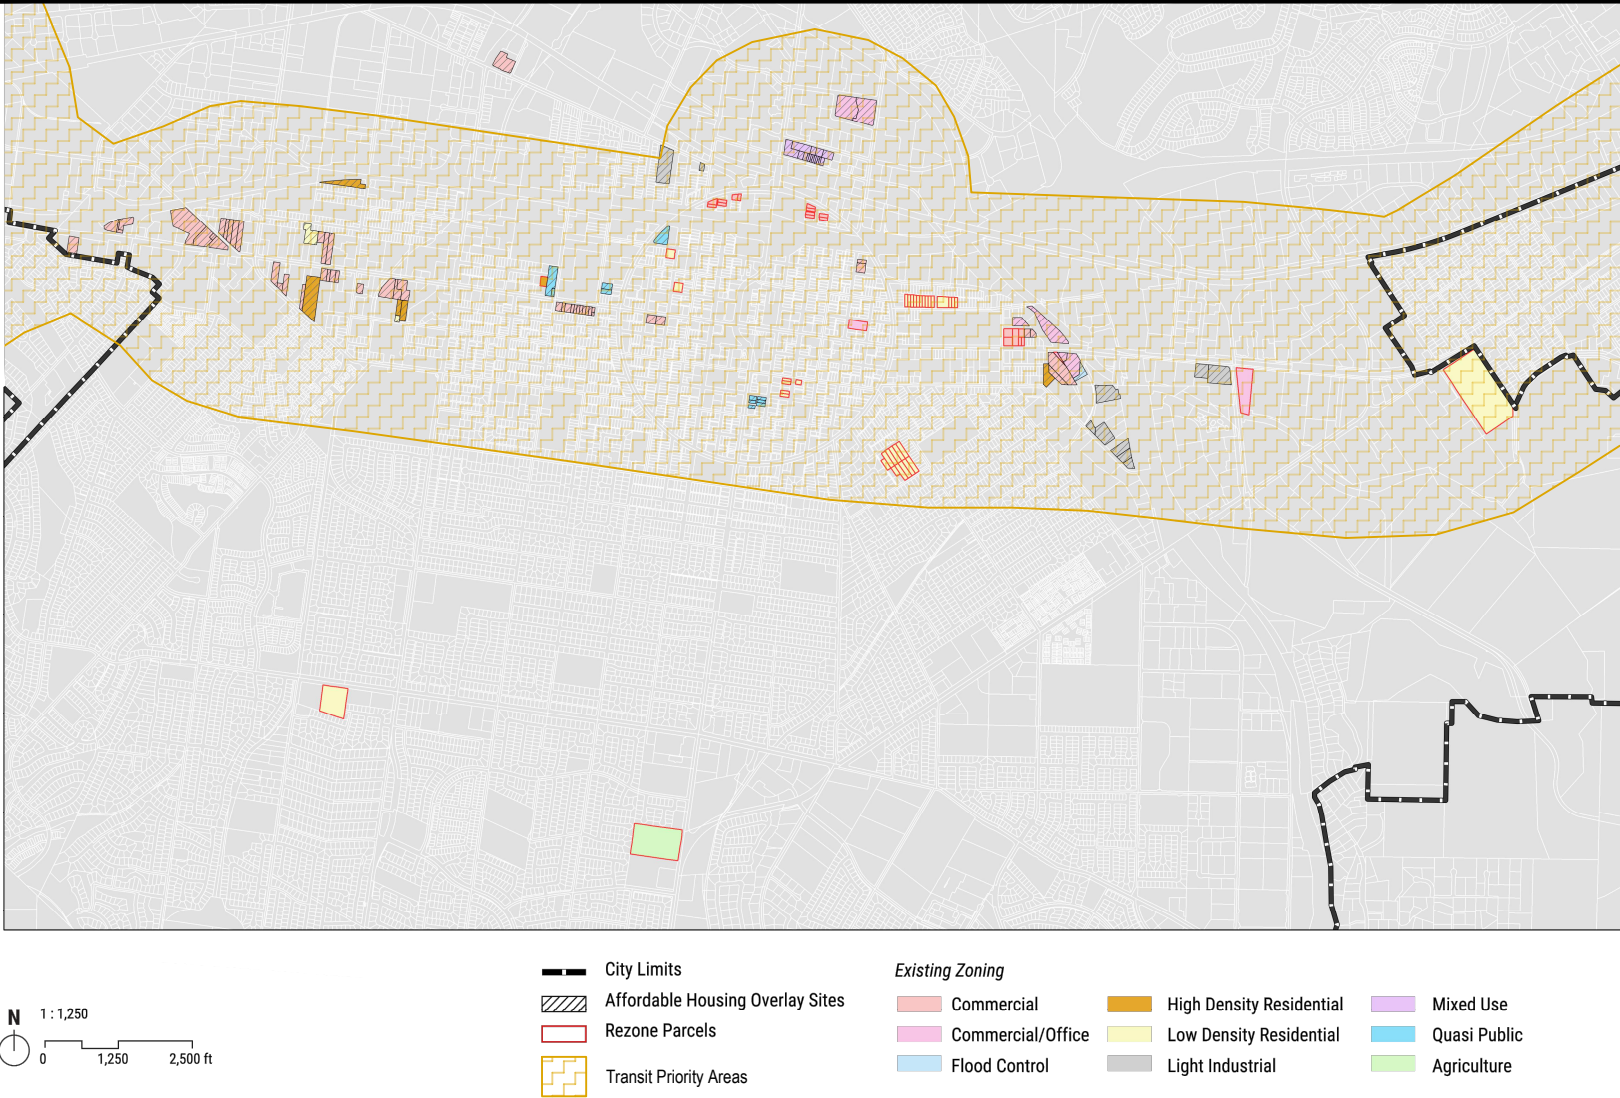 City Limits
Affordable Housing Overlay Sites
Rezone Parcels
Transit Priority Areas
Existing Zoning
Commercial
Commercial/Office
Flood Control
High Density Residential
Low Density Residential
Light Industrial
Mixed Use
Quasi Public
Agriculture
N
1 : 1,250
0 1,250 2,500 ft